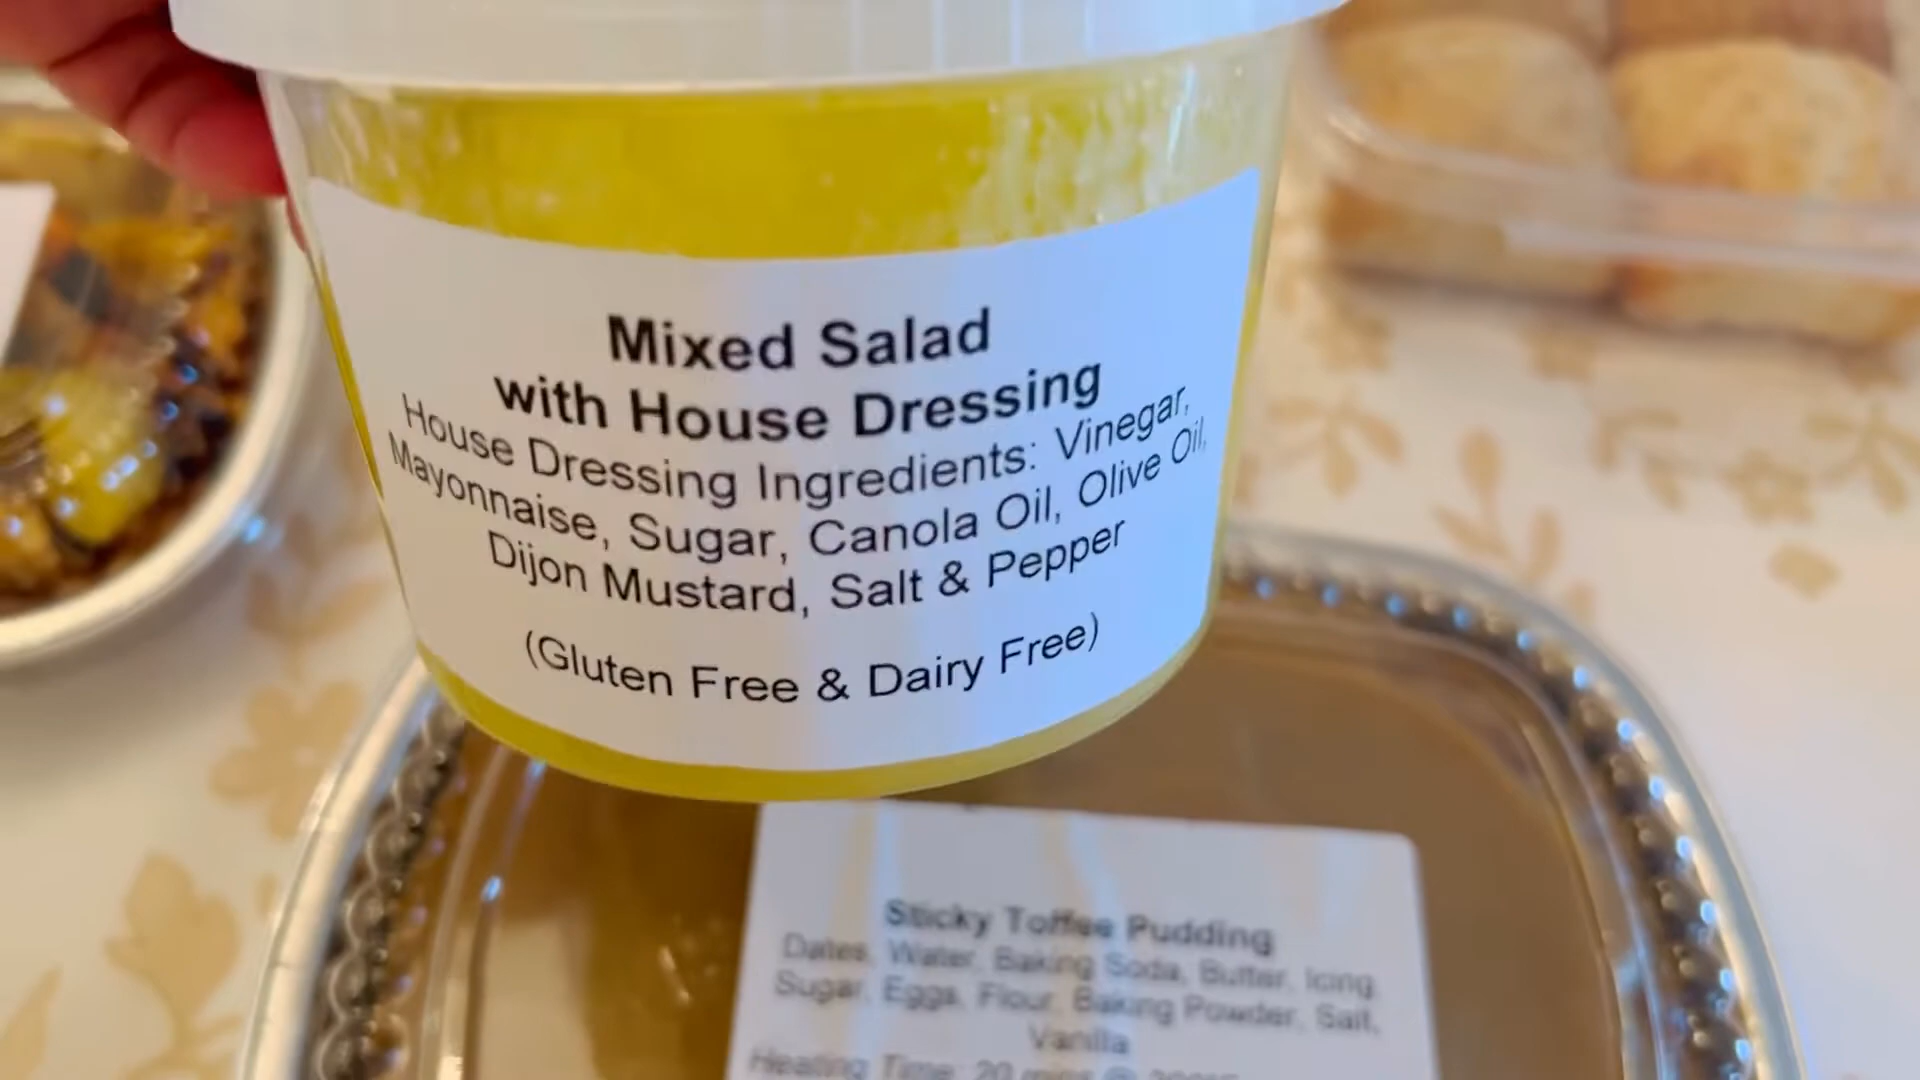 Mixed Salad
with House Dressing
House Dressing Ingredients: Vinegar,
Mayonnaise, Sugar, Canola Oil, Olive Oil,
Dijon Mustard, Salt & Pepper
(Gluten Free & Dairy Free)
Sticky Toffee Pudding
Dates, Water, Baking Soda, Butter, Icing
Sugar, Eggs, Flour, Baking Powder, Salt,
Vanilla
Heating Time: 20 mins @